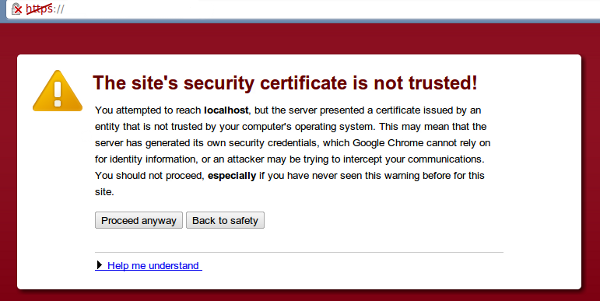 https://
The site's security certificate is not trusted!
You attempted to reach localhost, but the server presented a certificate issued by an
entity that is not trusted by your computer's operating system. This may mean that the
server has generated its own security credentials, which Google Chrome cannot rely on
for identity information, or an attacker may be trying to intercept your communications.
You should not proceed, especially if you have never seen this warning before for this
site.
Proceed anyway Back to safety
Help me understand